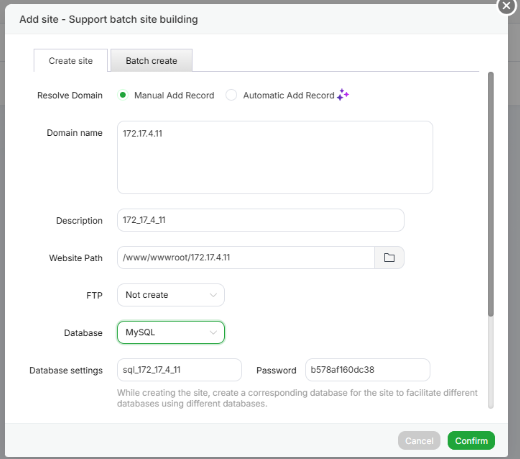 Add site - Support batch site building
Create site
Batch create
Resolve Domain Manual Add Record Automatic Add Record
Domain name 172.17.4.11
Description 172_17_4_11
Website Path /www/wwwroot/172.17.4.11
FTP Not create
Database MySQL
Database settings sql_172_17_4_11 Password b578af160dc38
While creating the site, create a corresponding database for the site to facilitate different
databases using different databases.
Cancel Confirm